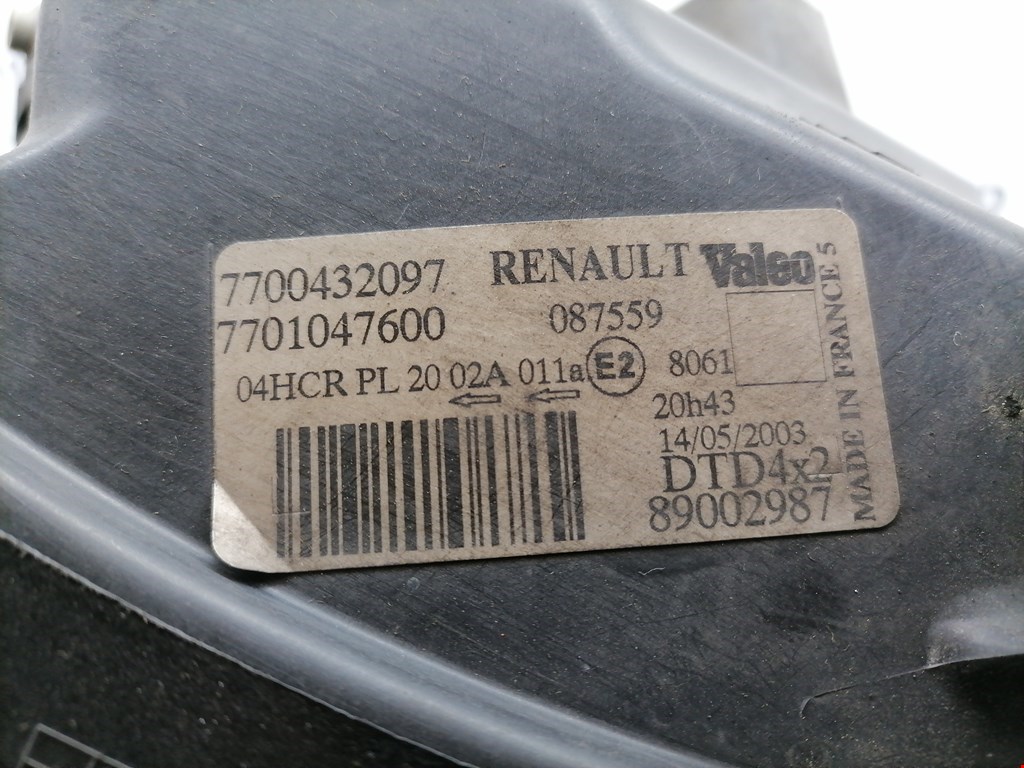 7700432097 RENAULT Valeo
7701047600 087559
04HCR PL 20 02A 011a E2 8061
20h43
14/05/2003
DTD4x2
89002987
MADE IN FRANCE 5